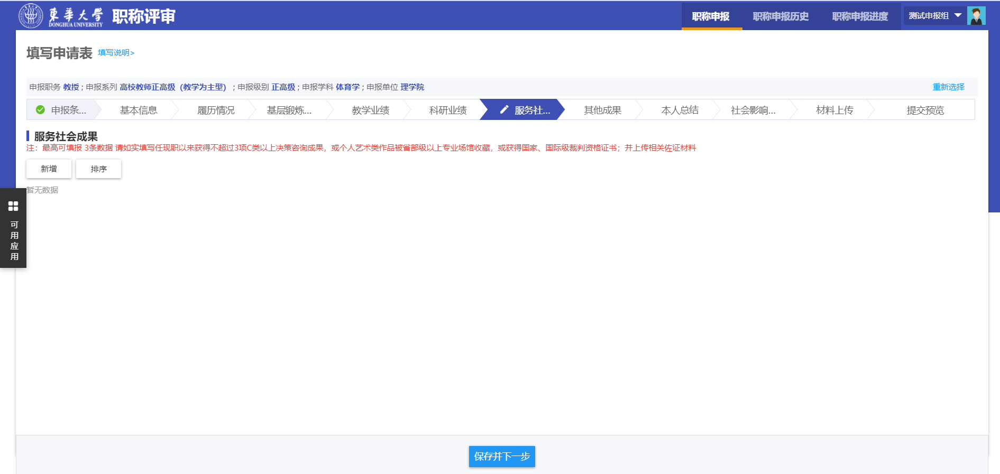 東華大學 DONGHUA UNIVERSITY 职称评审 职称申报 职称申报历史 职称申报进度 测试申报组
填写申请表 填写说明>
申报职务 教授 ; 申报系列 高校教师正高级（教学为主型） ; 申报级别 正高级 ; 申报学科 体育学 ; 申报单位 理学院 重新选择
申报条... 基本信息 履历情况 基层锻炼... 教学业绩 科研业绩 服务社... 其他成果 本人总结 社会影响... 材料上传 提交预览
服务社会成果
注：最高可填报 3条数据 请如实填写任现职以来获得不超过3项C类以上决策咨询成果，或个人艺术类作品被省部级以上专业场馆收藏，或获得国家、国际级裁判资格证书；并上传相关佐证材料
新增 排序
暂无数据
可用应用
保存并下一步